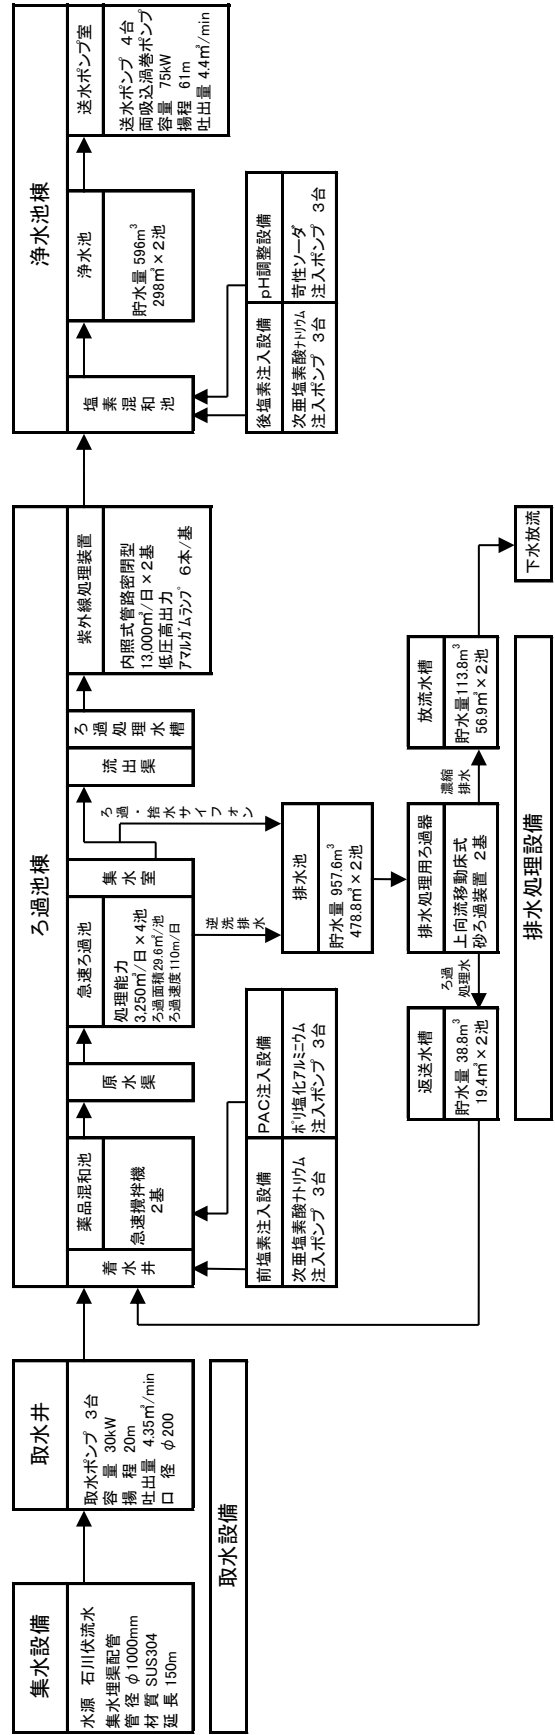 集水設備
水源 石川伏流水
集水埋渠配管
管 径 φ1000mm
材 質 SUS304
延 長 150m
取水井
取水ポンプ 3台
容 量 30kW
揚 程 20m
吐出量 4.35m³/min
口 径 φ200
取水設備
ろ過池棟
着水井
薬品混和池
急速攪拌機
2基
原水渠
急速ろ過池
処理能力
3,250m³/日×4池
ろ過面積29.6m²/池
ろ過速度110m/日
集水室
流出渠
ろ過処理水槽
紫外線処理装置
内照式管路密閉型
13,000m³/日×2基
低圧高出力
アマルガムランプ 6本/基
前塩素注入設備
次亜塩素酸ナトリウム
注入ポンプ 3台
PAC注入設備
ポリ塩化アルミニウム
注入ポンプ 3台
逆洗排水
ろ過・捨水サイフォン
排水池
貯水量 957.6m³
478.8m³×2池
返送水槽
貯水量 38.8m³
19.4m³×2池
ろ過
処理水
排水処理用ろ過器
上向流移動床式
砂ろ過装置 2基
濃縮
排水
放流水槽
貯水量113.8m³
56.9m³×2池
下水放流
排水処理設備
浄水池棟
塩素混和池
浄水池
貯水量 596m³
298m³×2池
送水ポンプ室
送水ポンプ 4台
両吸込渦巻ポンプ
容量 75kW
揚程 61m
吐出量 4.4m³/min
後塩素注入設備
次亜塩素酸ナトリウム
注入ポンプ 3台
pH調整設備
苛性ソーダ
注入ポンプ 3台